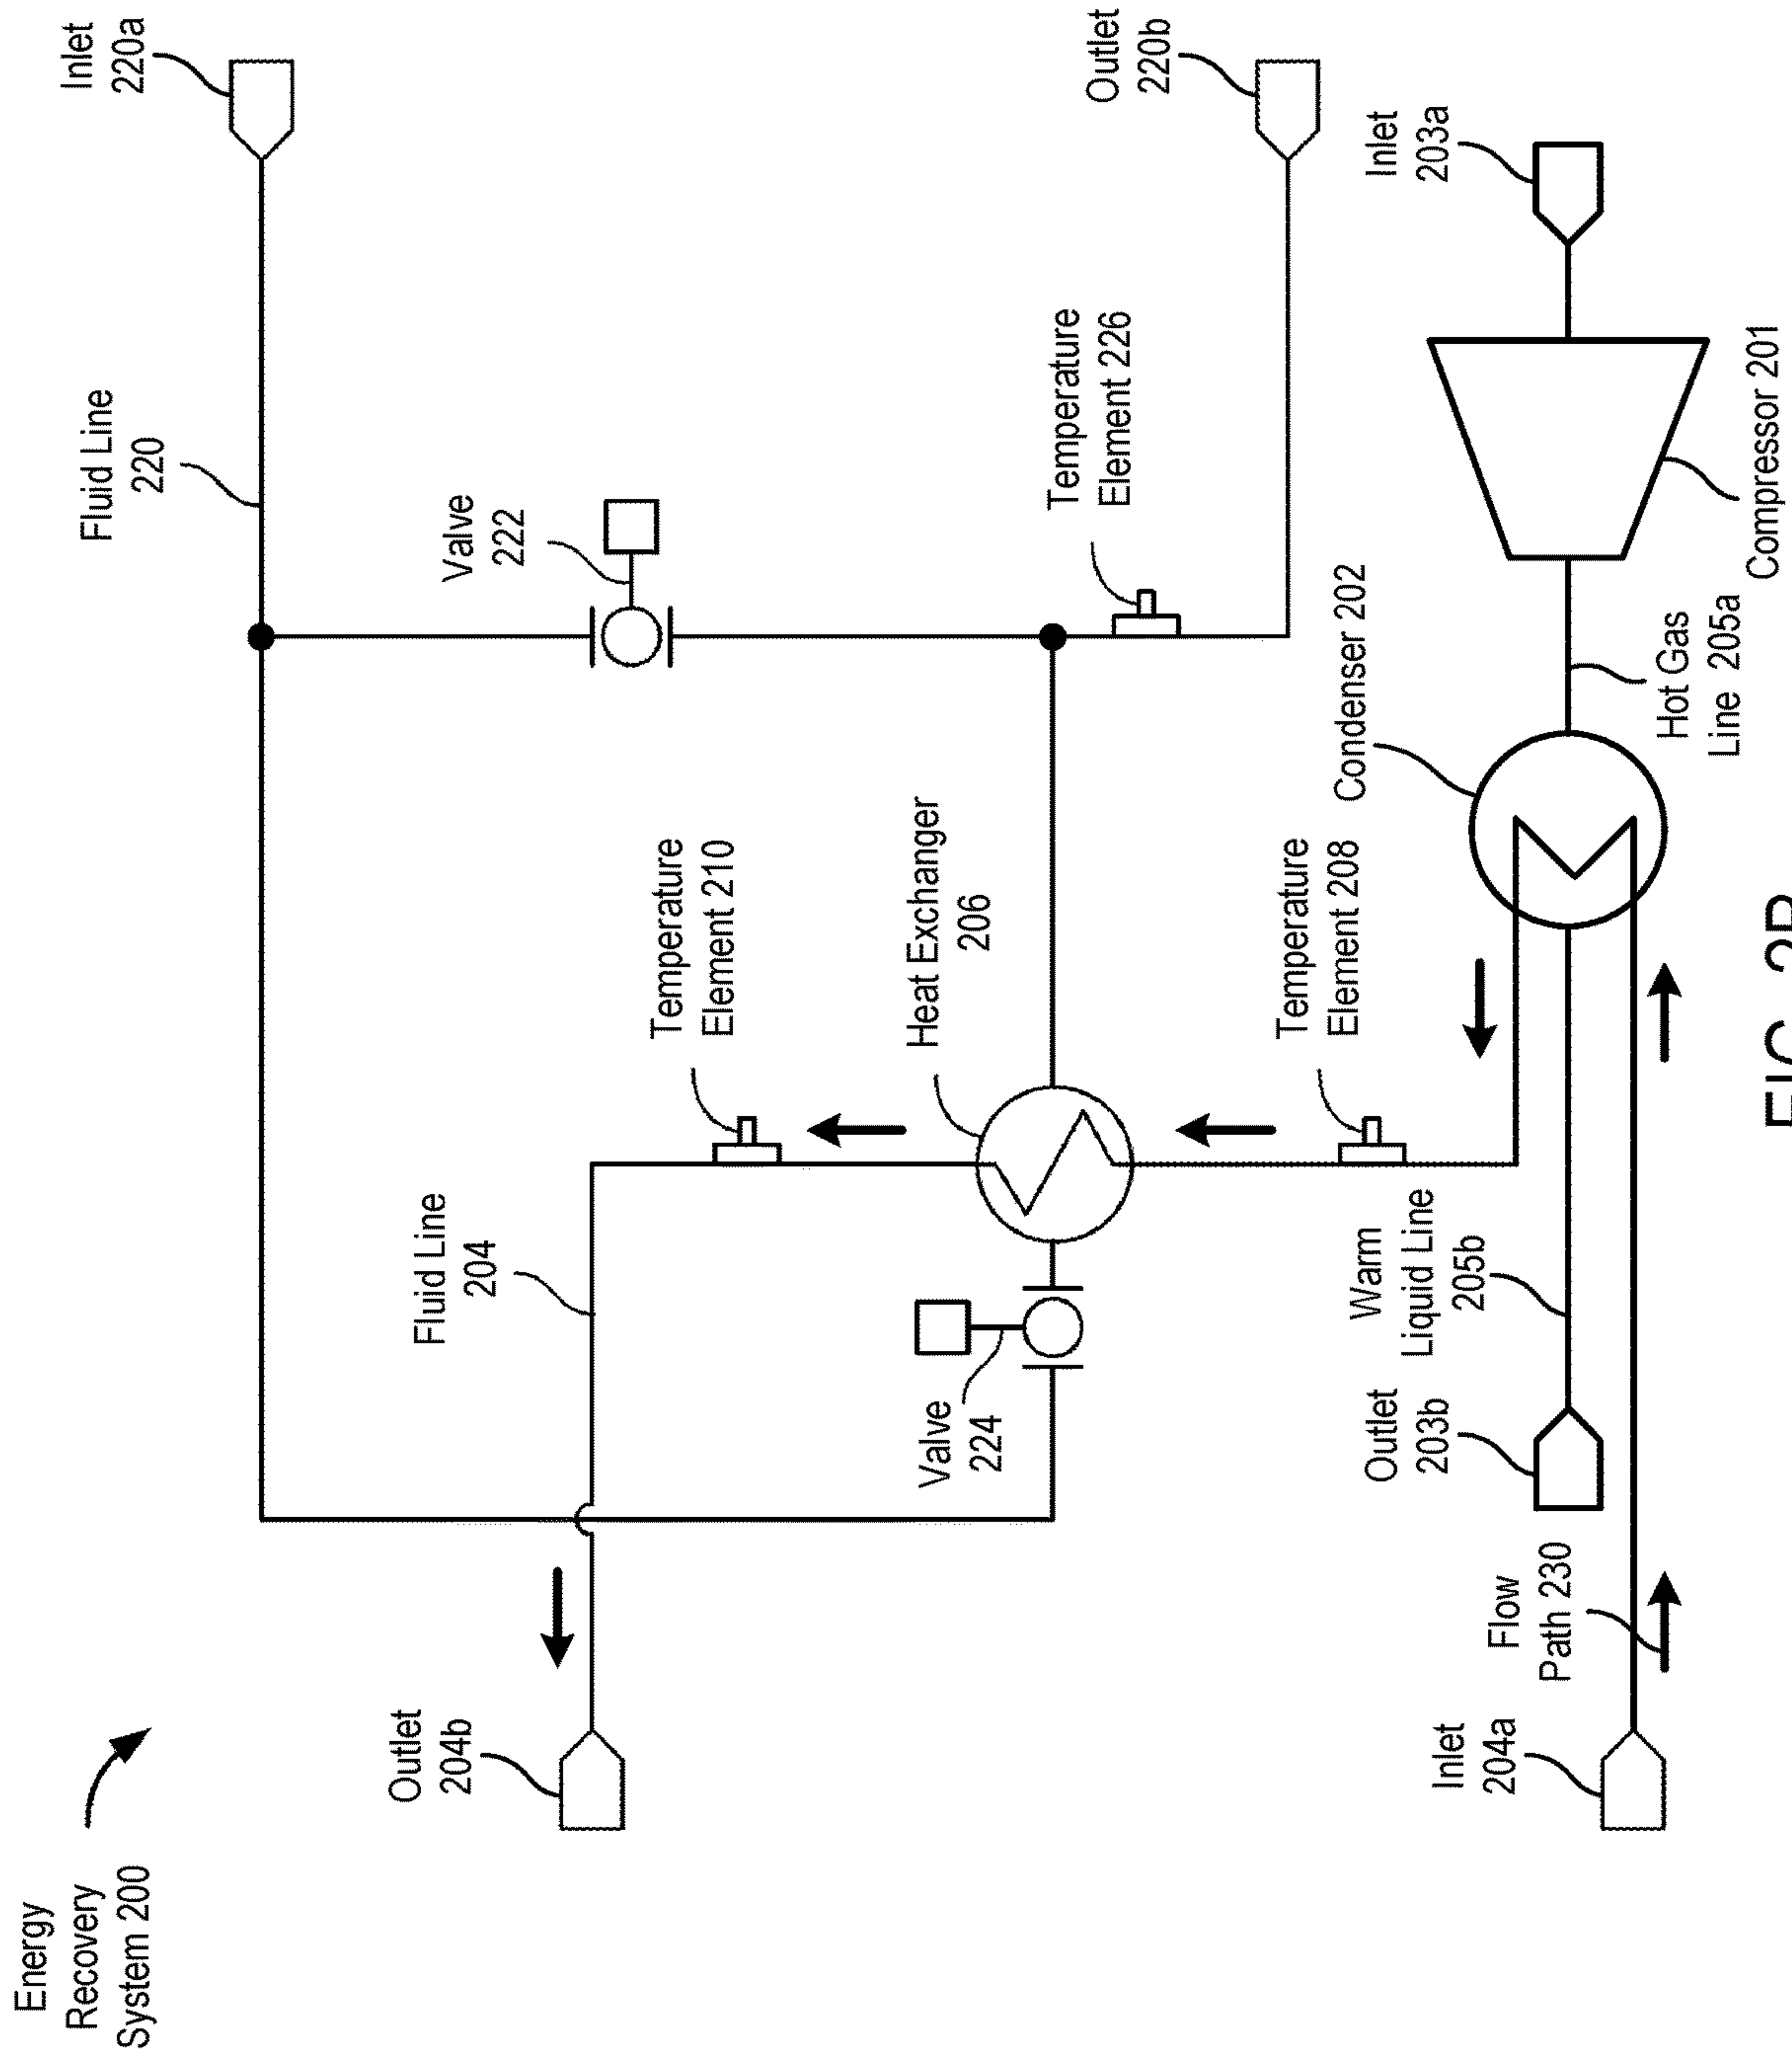 Energy
Recovery
System 200
Inlet
220a
Fluid Line
220
Valve
222
Outlet
220b
Temperature
Element 226
Inlet
203a
Compressor 201
Hot Gas
Line 205a
Condenser 202
Temperature
Element 210
Heat Exchanger
206
Temperature
Element 208
Fluid Line
204
Valve
224
Warm
Liquid Line
205b
Outlet
203b
Flow
Path 230
Outlet
204b
Inlet
204a
FIG. 2B